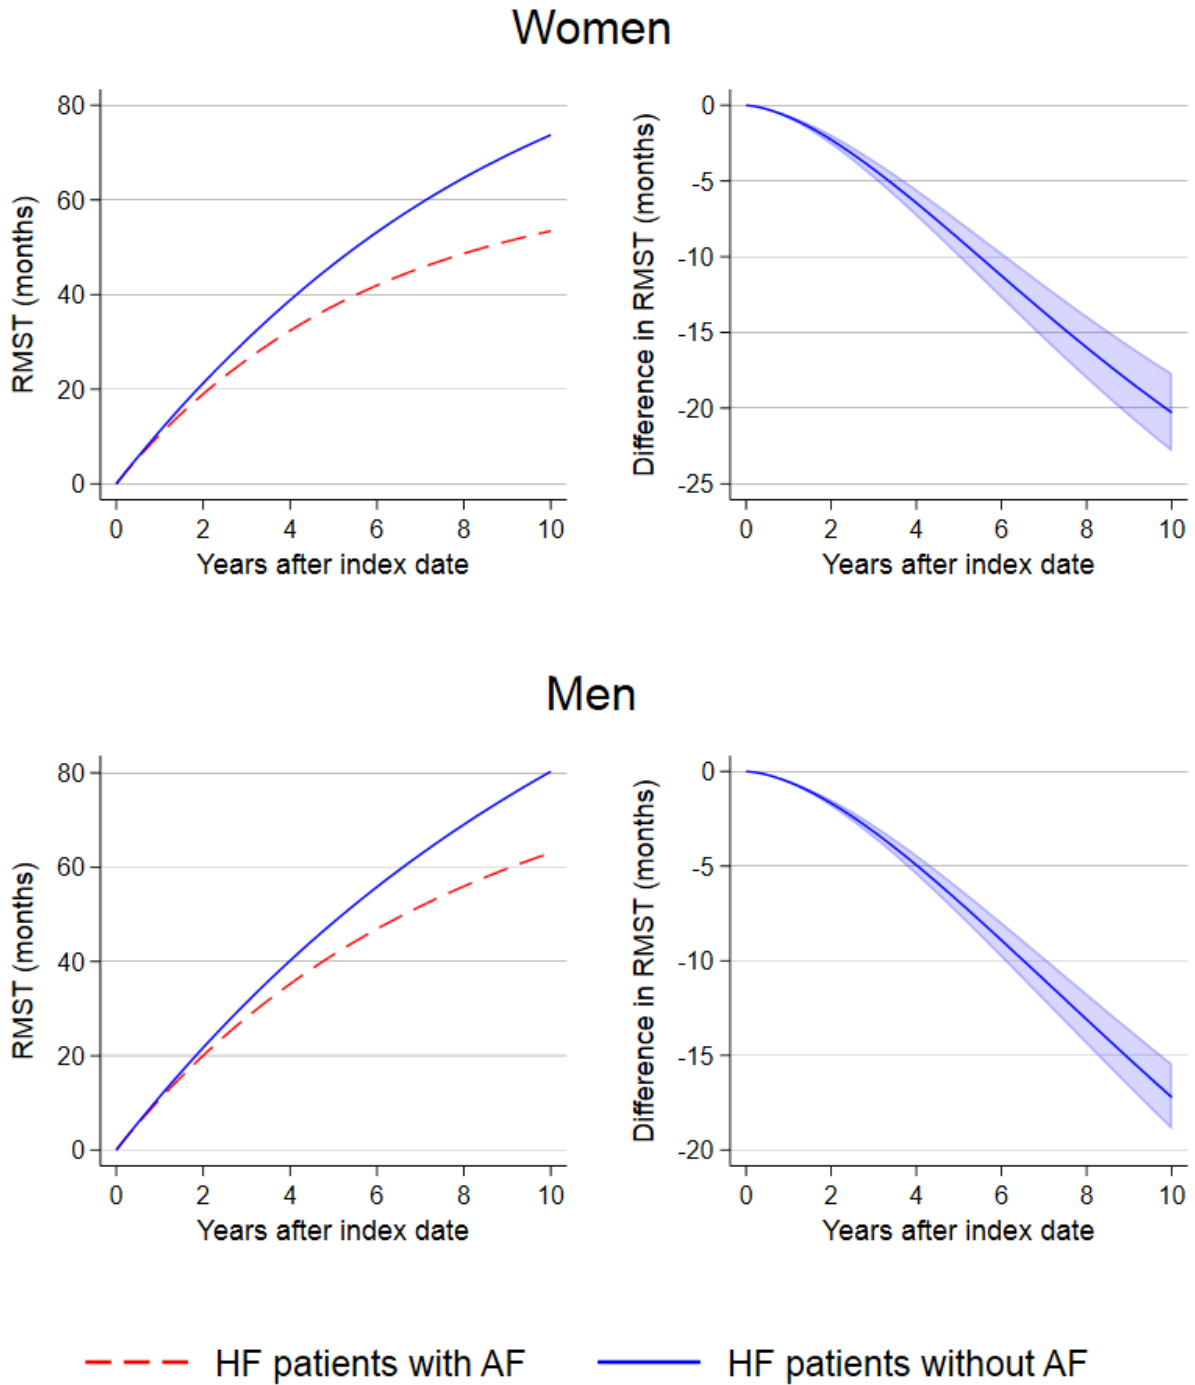 Women
RMST (months)
80
60
40
20
0
0 2 4 6 8 10
Years after index date
Difference in RMST (months)
0
-5
-10
-15
-20
-25
0 2 4 6 8 10
Years after index date
Men
RMST (months)
80
60
40
20
0
0 2 4 6 8 10
Years after index date
Difference in RMST (months)
0
-5
-10
-15
-20
0 2 4 6 8 10
Years after index date
HF patients with AF
HF patients without AF